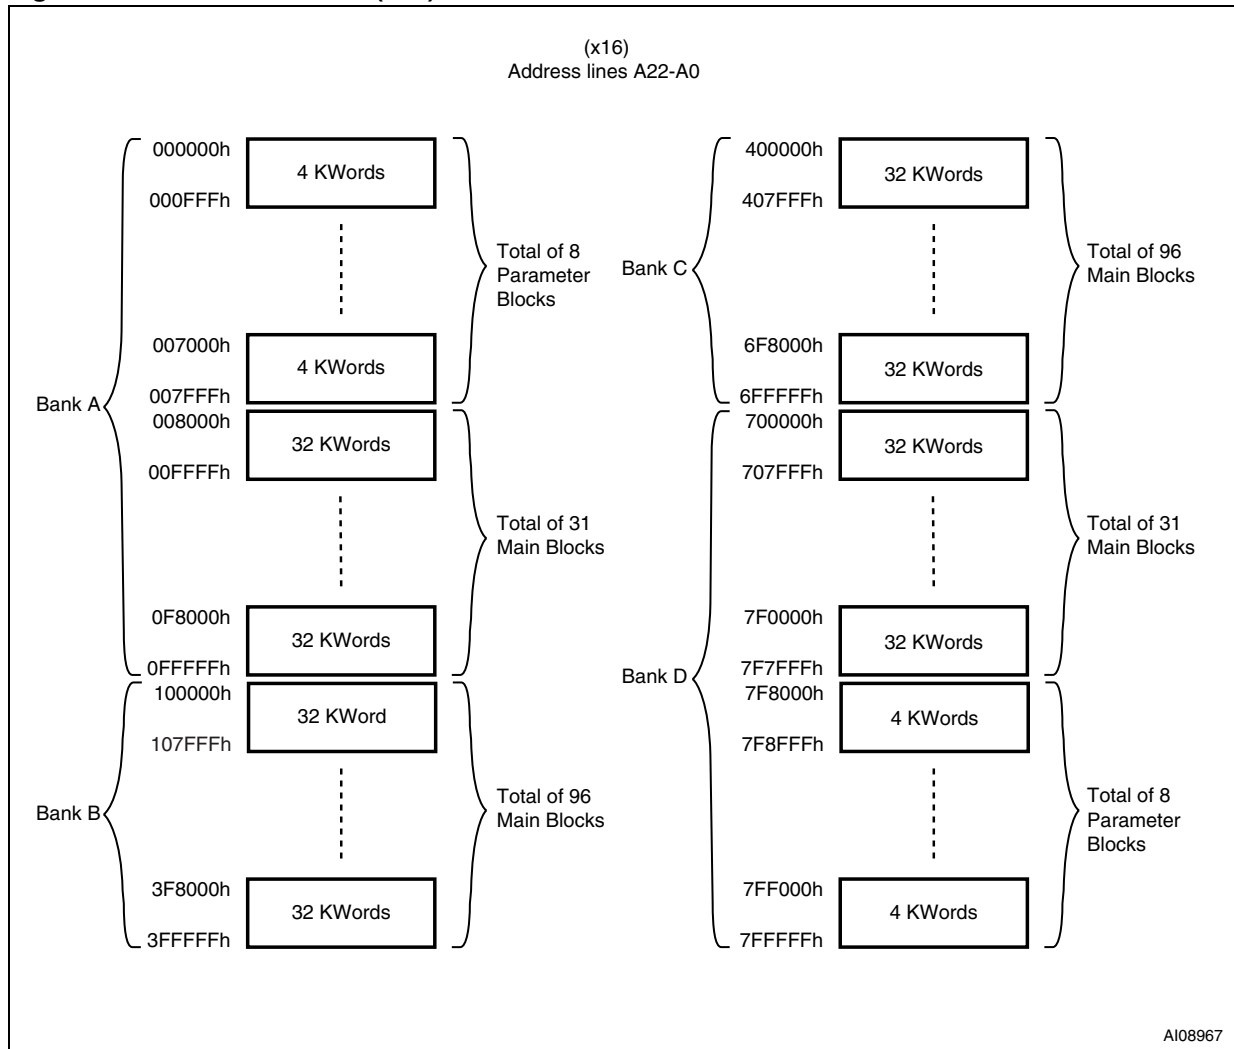 (x16)
Address lines A22-A0
Bank A
000000h
4 KWords
000FFFh
Total of 8
Parameter
Blocks
007000h
4 KWords
007FFFh
008000h
32 KWords
00FFFFh
Total of 31
Main Blocks
0F8000h
32 KWords
0FFFFFh
Bank B
100000h
32 KWord
107FFFh
Total of 96
Main Blocks
3F8000h
32 KWords
3FFFFFh
Bank C
400000h
32 KWords
407FFFh
Total of 96
Main Blocks
6F8000h
32 KWords
6FFFFFh
Bank D
700000h
32 KWords
707FFFh
Total of 31
Main Blocks
7F0000h
32 KWords
7F7FFFh
7F8000h
4 KWords
7F8FFFh
Total of 8
Parameter
Blocks
7FF000h
4 KWords
7FFFFFh
AI08967